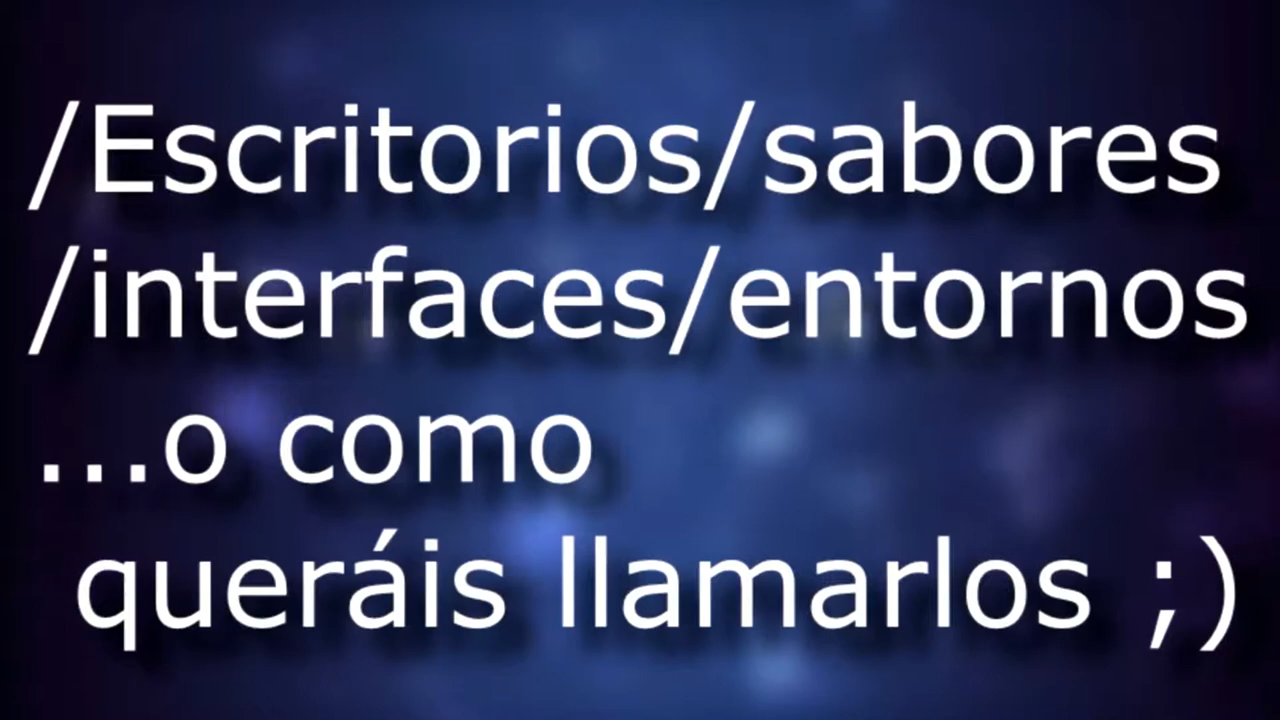 /Escritorios/sabores
/interfaces/entornos
...o como
queráis llamarlos ;)